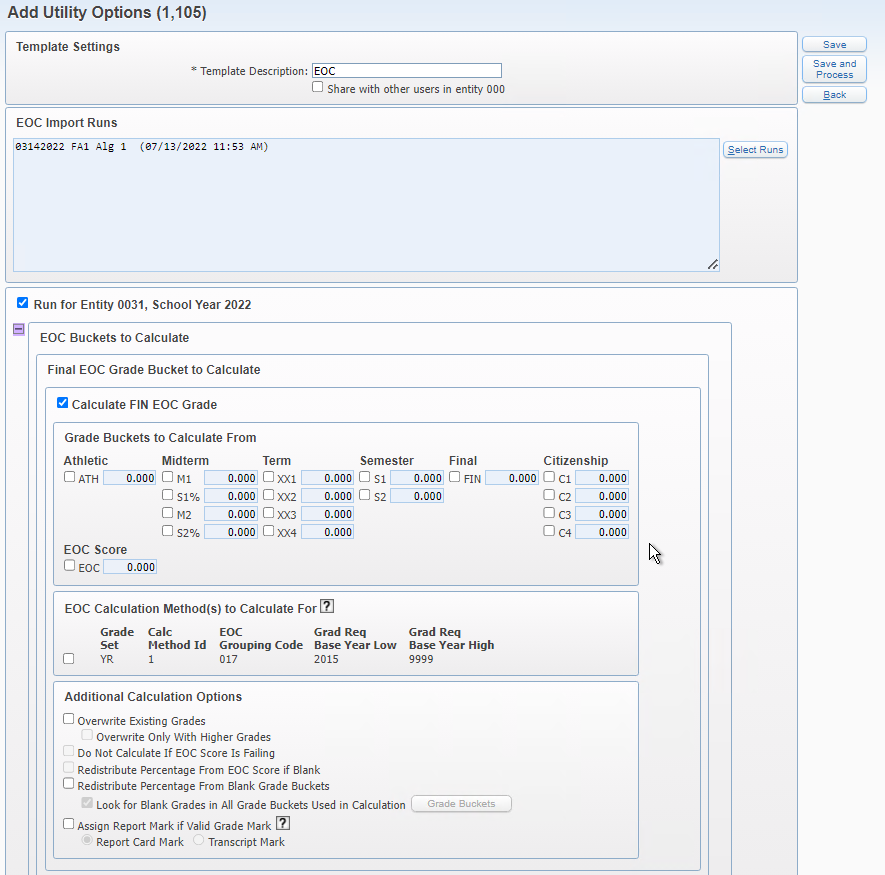 Add Utility Options (1,105)
Template Settings
* Template Description: EOC
Share with other users in entity 000
Save
Save and Process
Back
EOC Import Runs
03142022 FA1 Alg 1 (07/13/2022 11:53 AM)
Select Runs
Run for Entity 0031, School Year 2022
EOC Buckets to Calculate
Final EOC Grade Bucket to Calculate
Calculate FIN EOC Grade
Grade Buckets to Calculate From
Athletic Midterm Term Semester Final Citizenship
ATH 0.000 M1 0.000 XX1 0.000 S1 0.000 FIN 0.000 C1 0.000
S1% 0.000 XX2 0.000 S2 0.000 C2 0.000
M2 0.000 XX3 0.000 C3 0.000
S2% 0.000 XX4 0.000 C4 0.000
EOC Score
EOC 0.000
EOC Calculation Method(s) to Calculate For ?
Grade Calc EOC Grad Req Grad Req
Set Method Id Grouping Code Base Year Low Base Year High
YR 1 017 2015 9999
Additional Calculation Options
Overwrite Existing Grades
Overwrite Only With Higher Grades
Do Not Calculate If EOC Score Is Failing
Redistribute Percentage From EOC Score if Blank
Redistribute Percentage From Blank Grade Buckets
Look for Blank Grades in All Grade Buckets Used in Calculation Grade Buckets
Assign Report Mark if Valid Grade Mark ?
Report Card Mark Transcript Mark